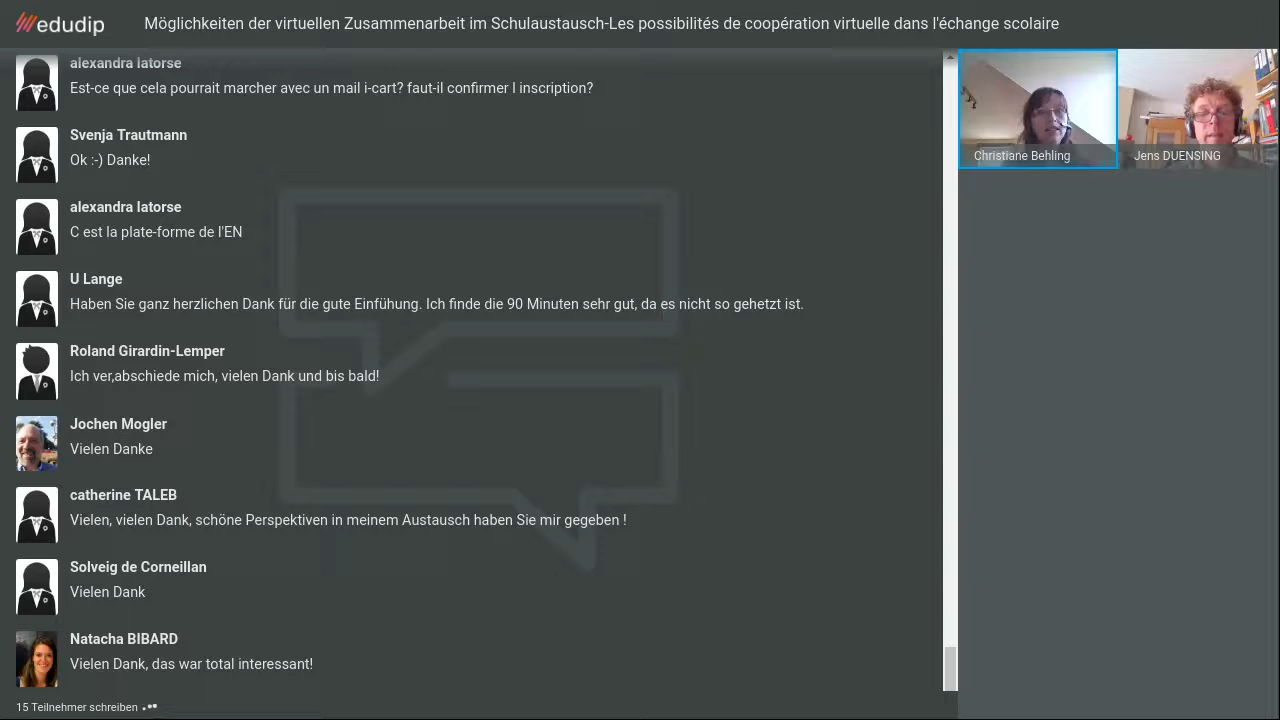 edudip
Möglichkeiten der virtuellen Zusammenarbeit im Schulaustausch-Les possibilités de coopération virtuelle dans l'échange scolaire
alexandra latorse
Est-ce que cela pourrait marcher avec un mail i-cart? faut-il confirmer l inscription?
Svenja Trautmann
Ok :-) Danke!
alexandra latorse
C est la plate-forme de l'EN
U Lange
Haben Sie ganz herzlichen Dank für die gute Einfühung. Ich finde die 90 Minuten sehr gut, da es nicht so gehetzt ist.
Roland Girardin-Lemper
Ich ver,abschiede mich, vielen Dank und bis bald!
Jochen Mogler
Vielen Danke
catherine TALEB
Vielen, vielen Dank, schöne Perspektiven in meinem Austausch haben Sie mir gegeben !
Solveig de Corneillan
Vielen Dank
Natacha BIBARD
Vielen Dank, das war total interessant!
15 Teilnehmer schreiben
Christiane Behling
Jens DUENSING